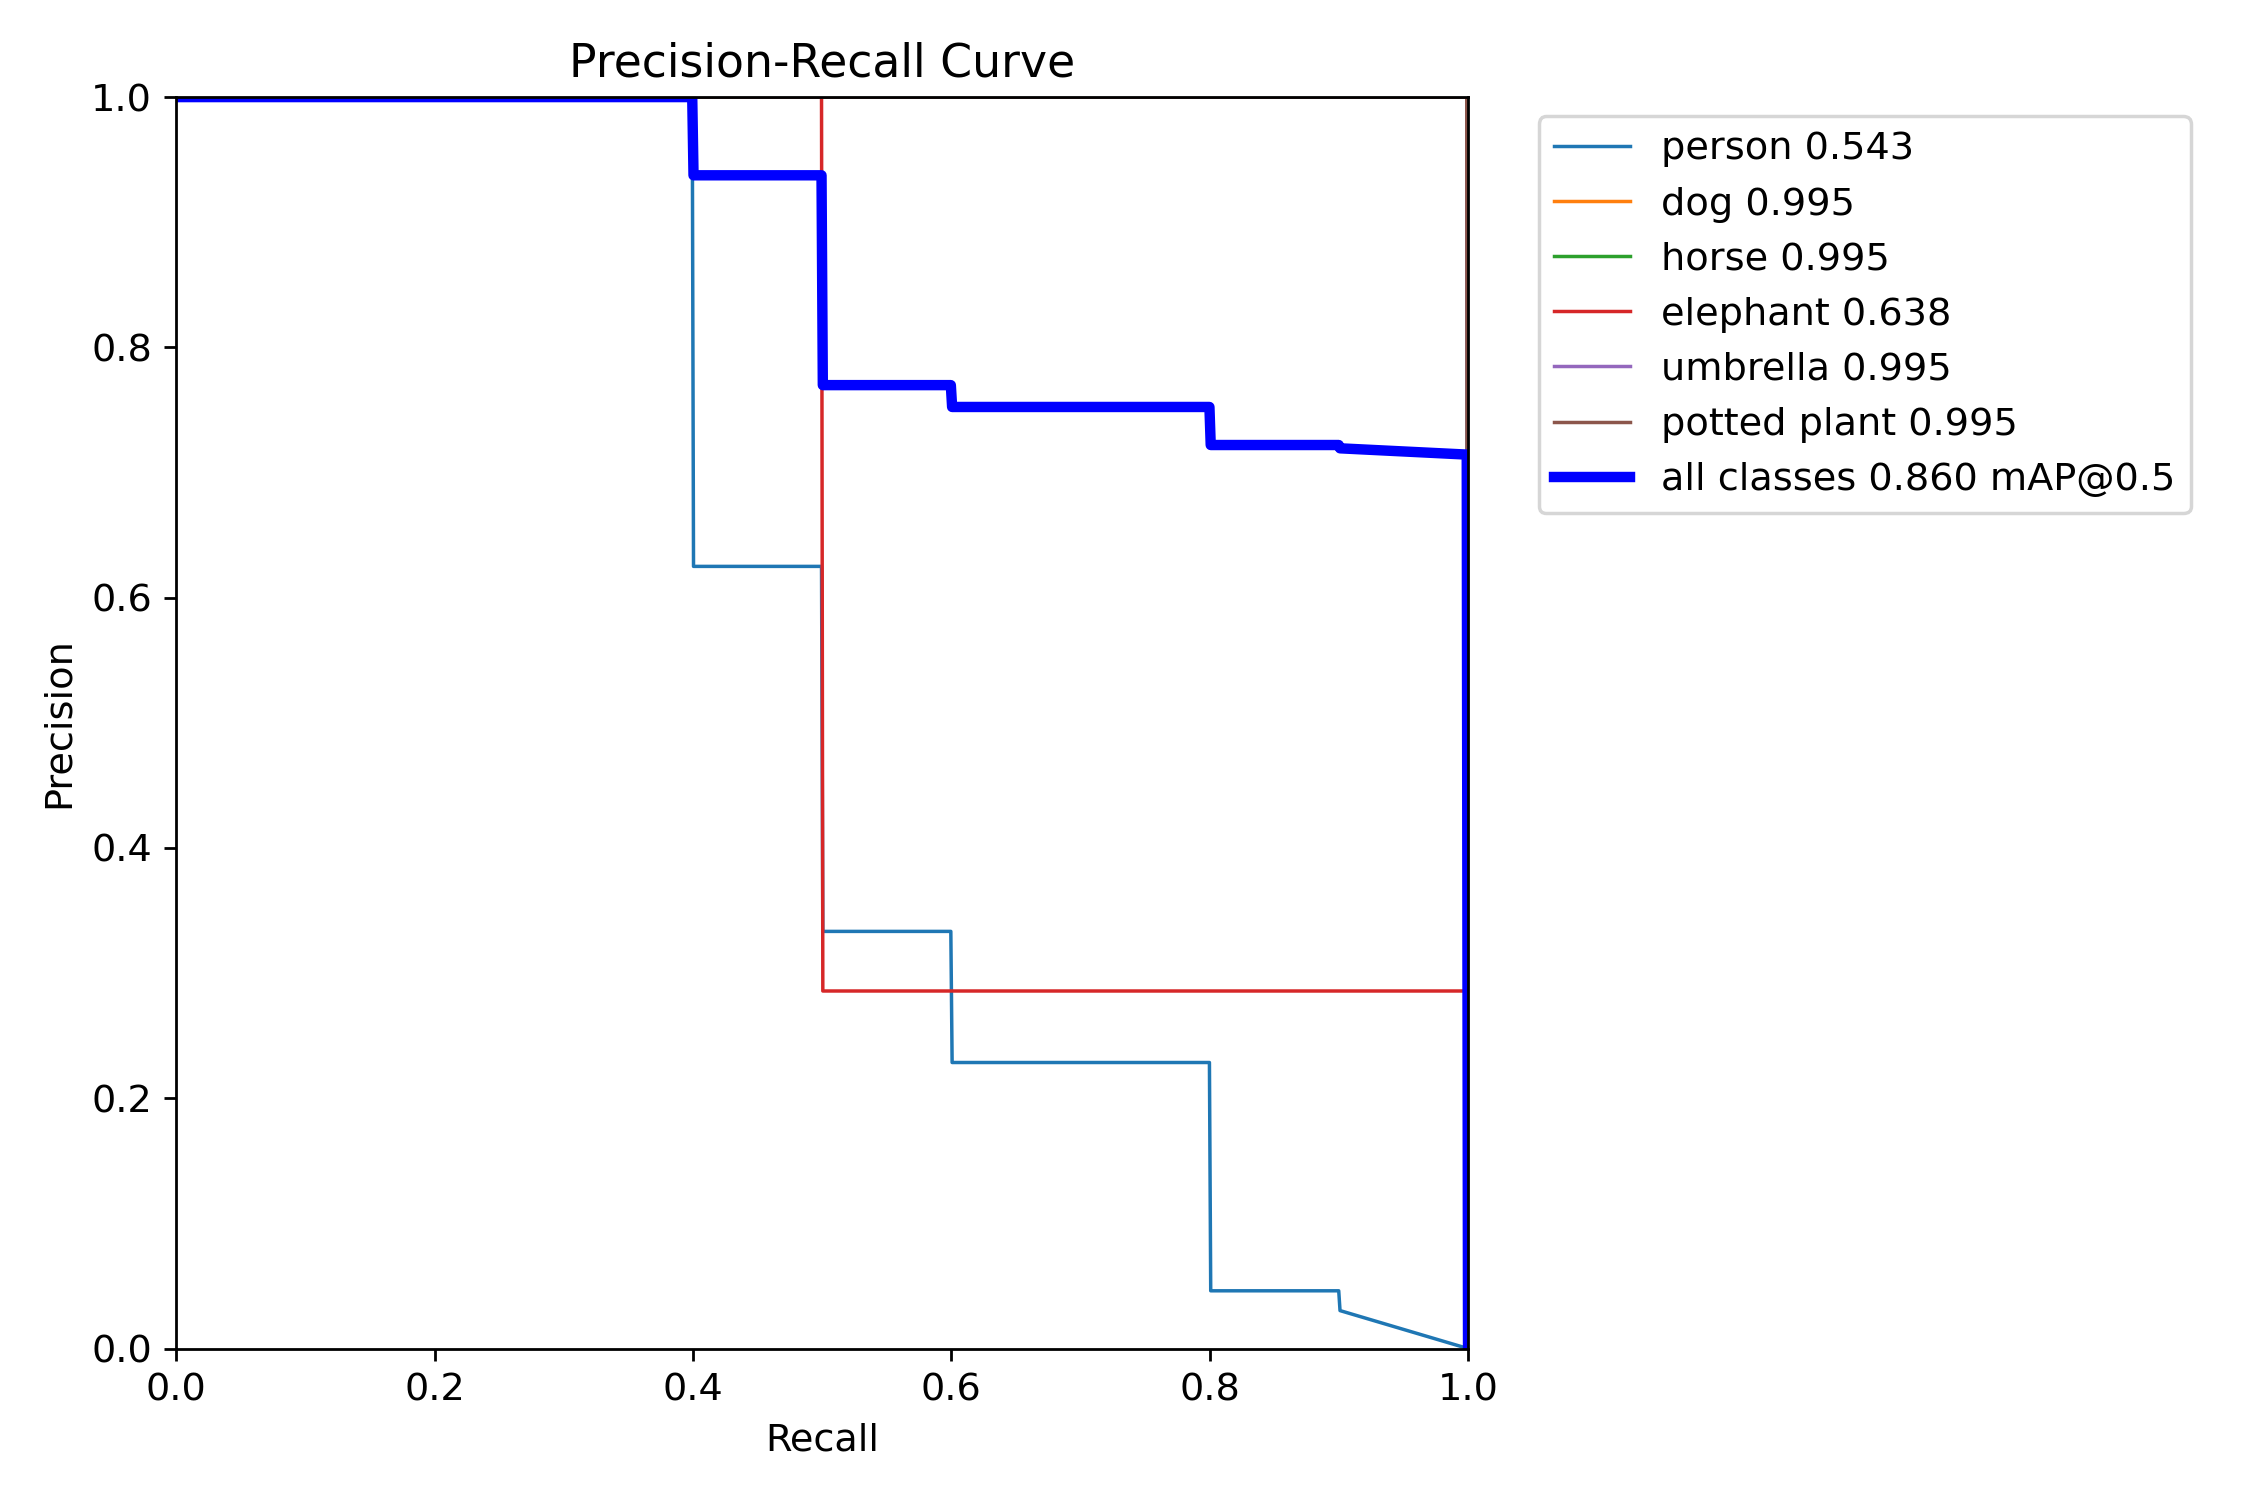 Precision-Recall Curve
1.0
0.8
0.6
0.4
0.2
0.0
Precision
0.0 0.2 0.4 0.6 0.8 1.0
Recall
person 0.543
dog 0.995
horse 0.995
elephant 0.638
umbrella 0.995
potted plant 0.995
all classes 0.860 mAP@0.5